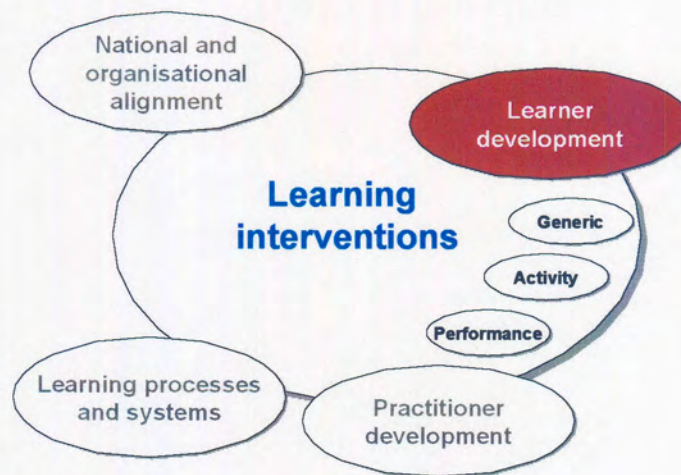 National and
organisational
alignment
Learner
development
Learning
interventions
Generic
Activity
Performance
Learning processes
and systems
Practitioner
development